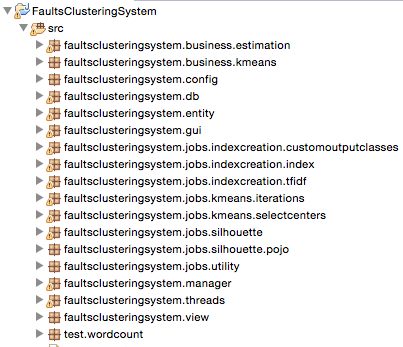 FaultsClusteringSystem
src
faultsclusteringsystem.business.estimation
faultsclusteringsystem.business.kmeans
faultsclusteringsystem.config
faultsclusteringsystem.db
faultsclusteringsystem.entity
faultsclusteringsystem.gui
faultsclusteringsystem.jobs.indexcreation.customoutputclasses
faultsclusteringsystem.jobs.indexcreation.index
faultsclusteringsystem.jobs.indexcreation.tfidf
faultsclusteringsystem.jobs.kmeans.iterations
faultsclusteringsystem.jobs.kmeans.selectcenters
faultsclusteringsystem.jobs.silhouette
faultsclusteringsystem.jobs.silhouette.pojo
faultsclusteringsystem.jobs.utility
faultsclusteringsystem.manager
faultsclusteringsystem.threads
faultsclusteringsystem.view
test.wordcount